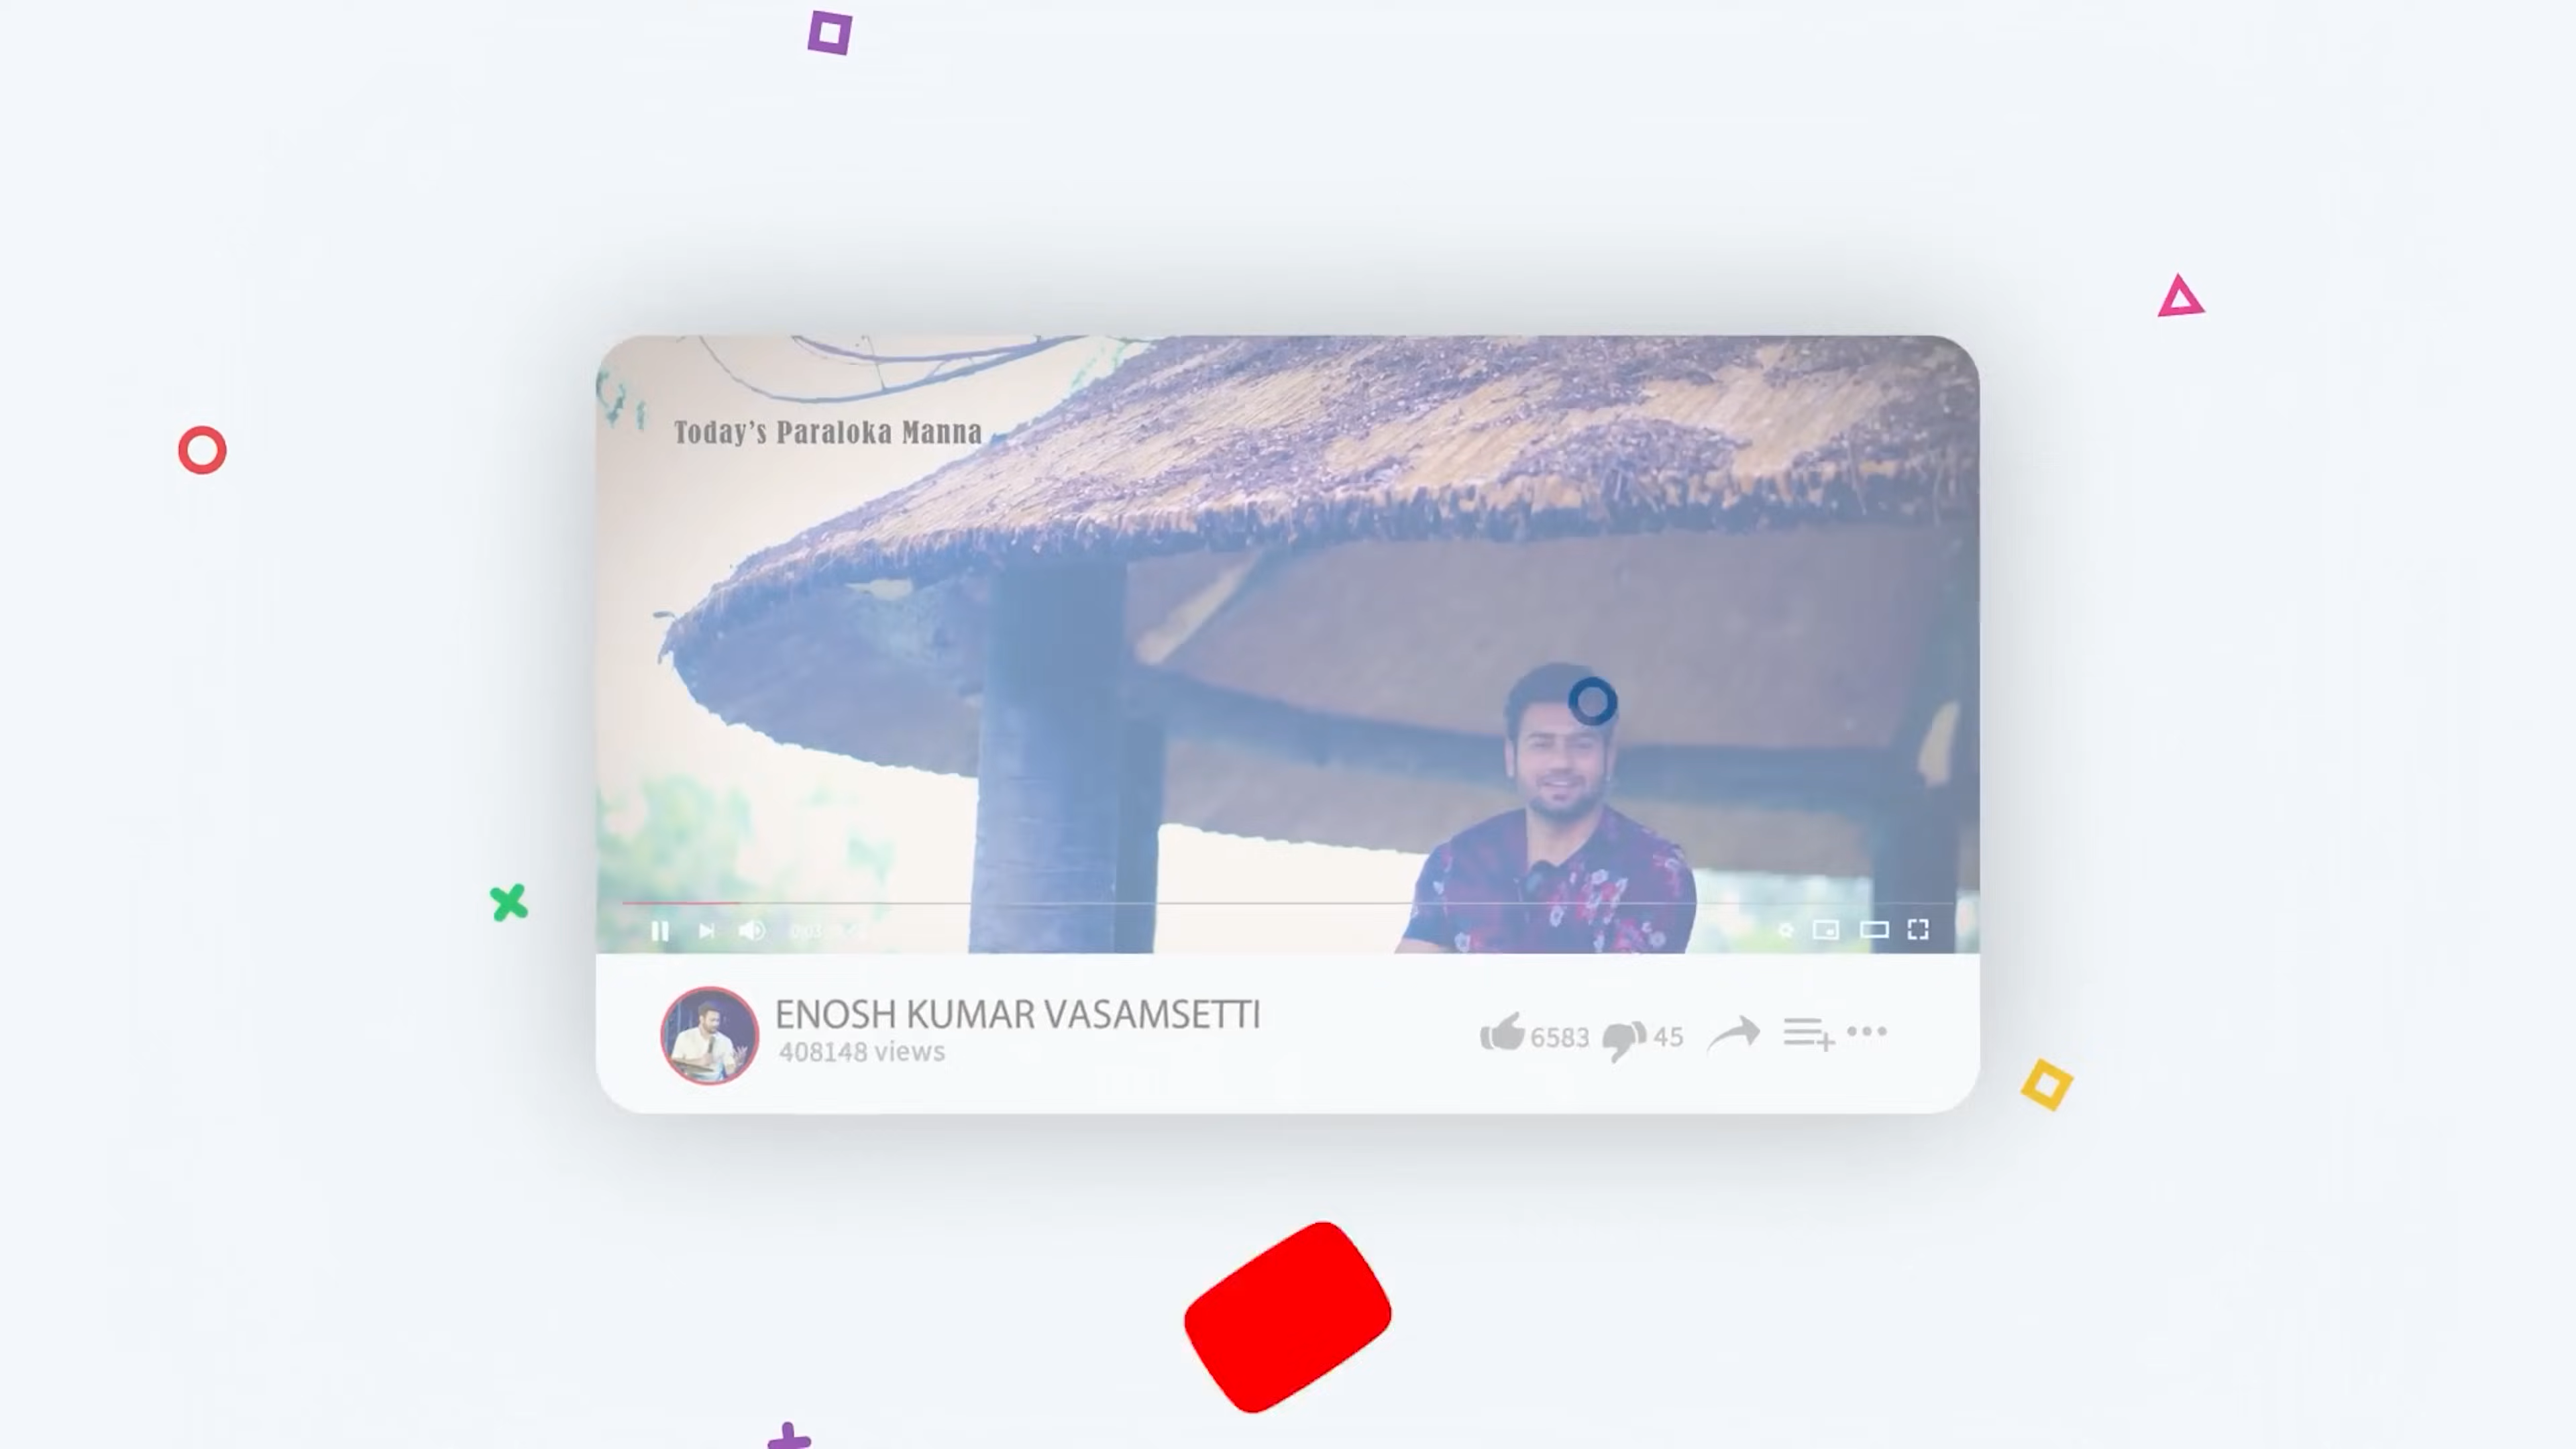 Today's Paraloka Manna
ENOSH KUMAR VASAMSETTI
408148 views
6583
45